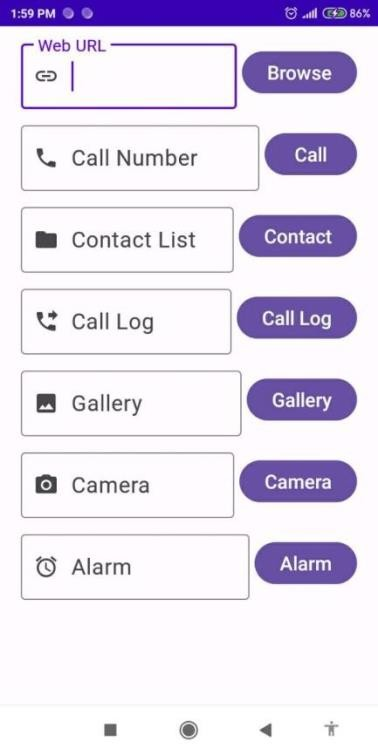 1:59 PM 86%
Web URL
Browse
Call Number Call
Contact List Contact
Call Log Call Log
Gallery Gallery
Camera Camera
Alarm Alarm